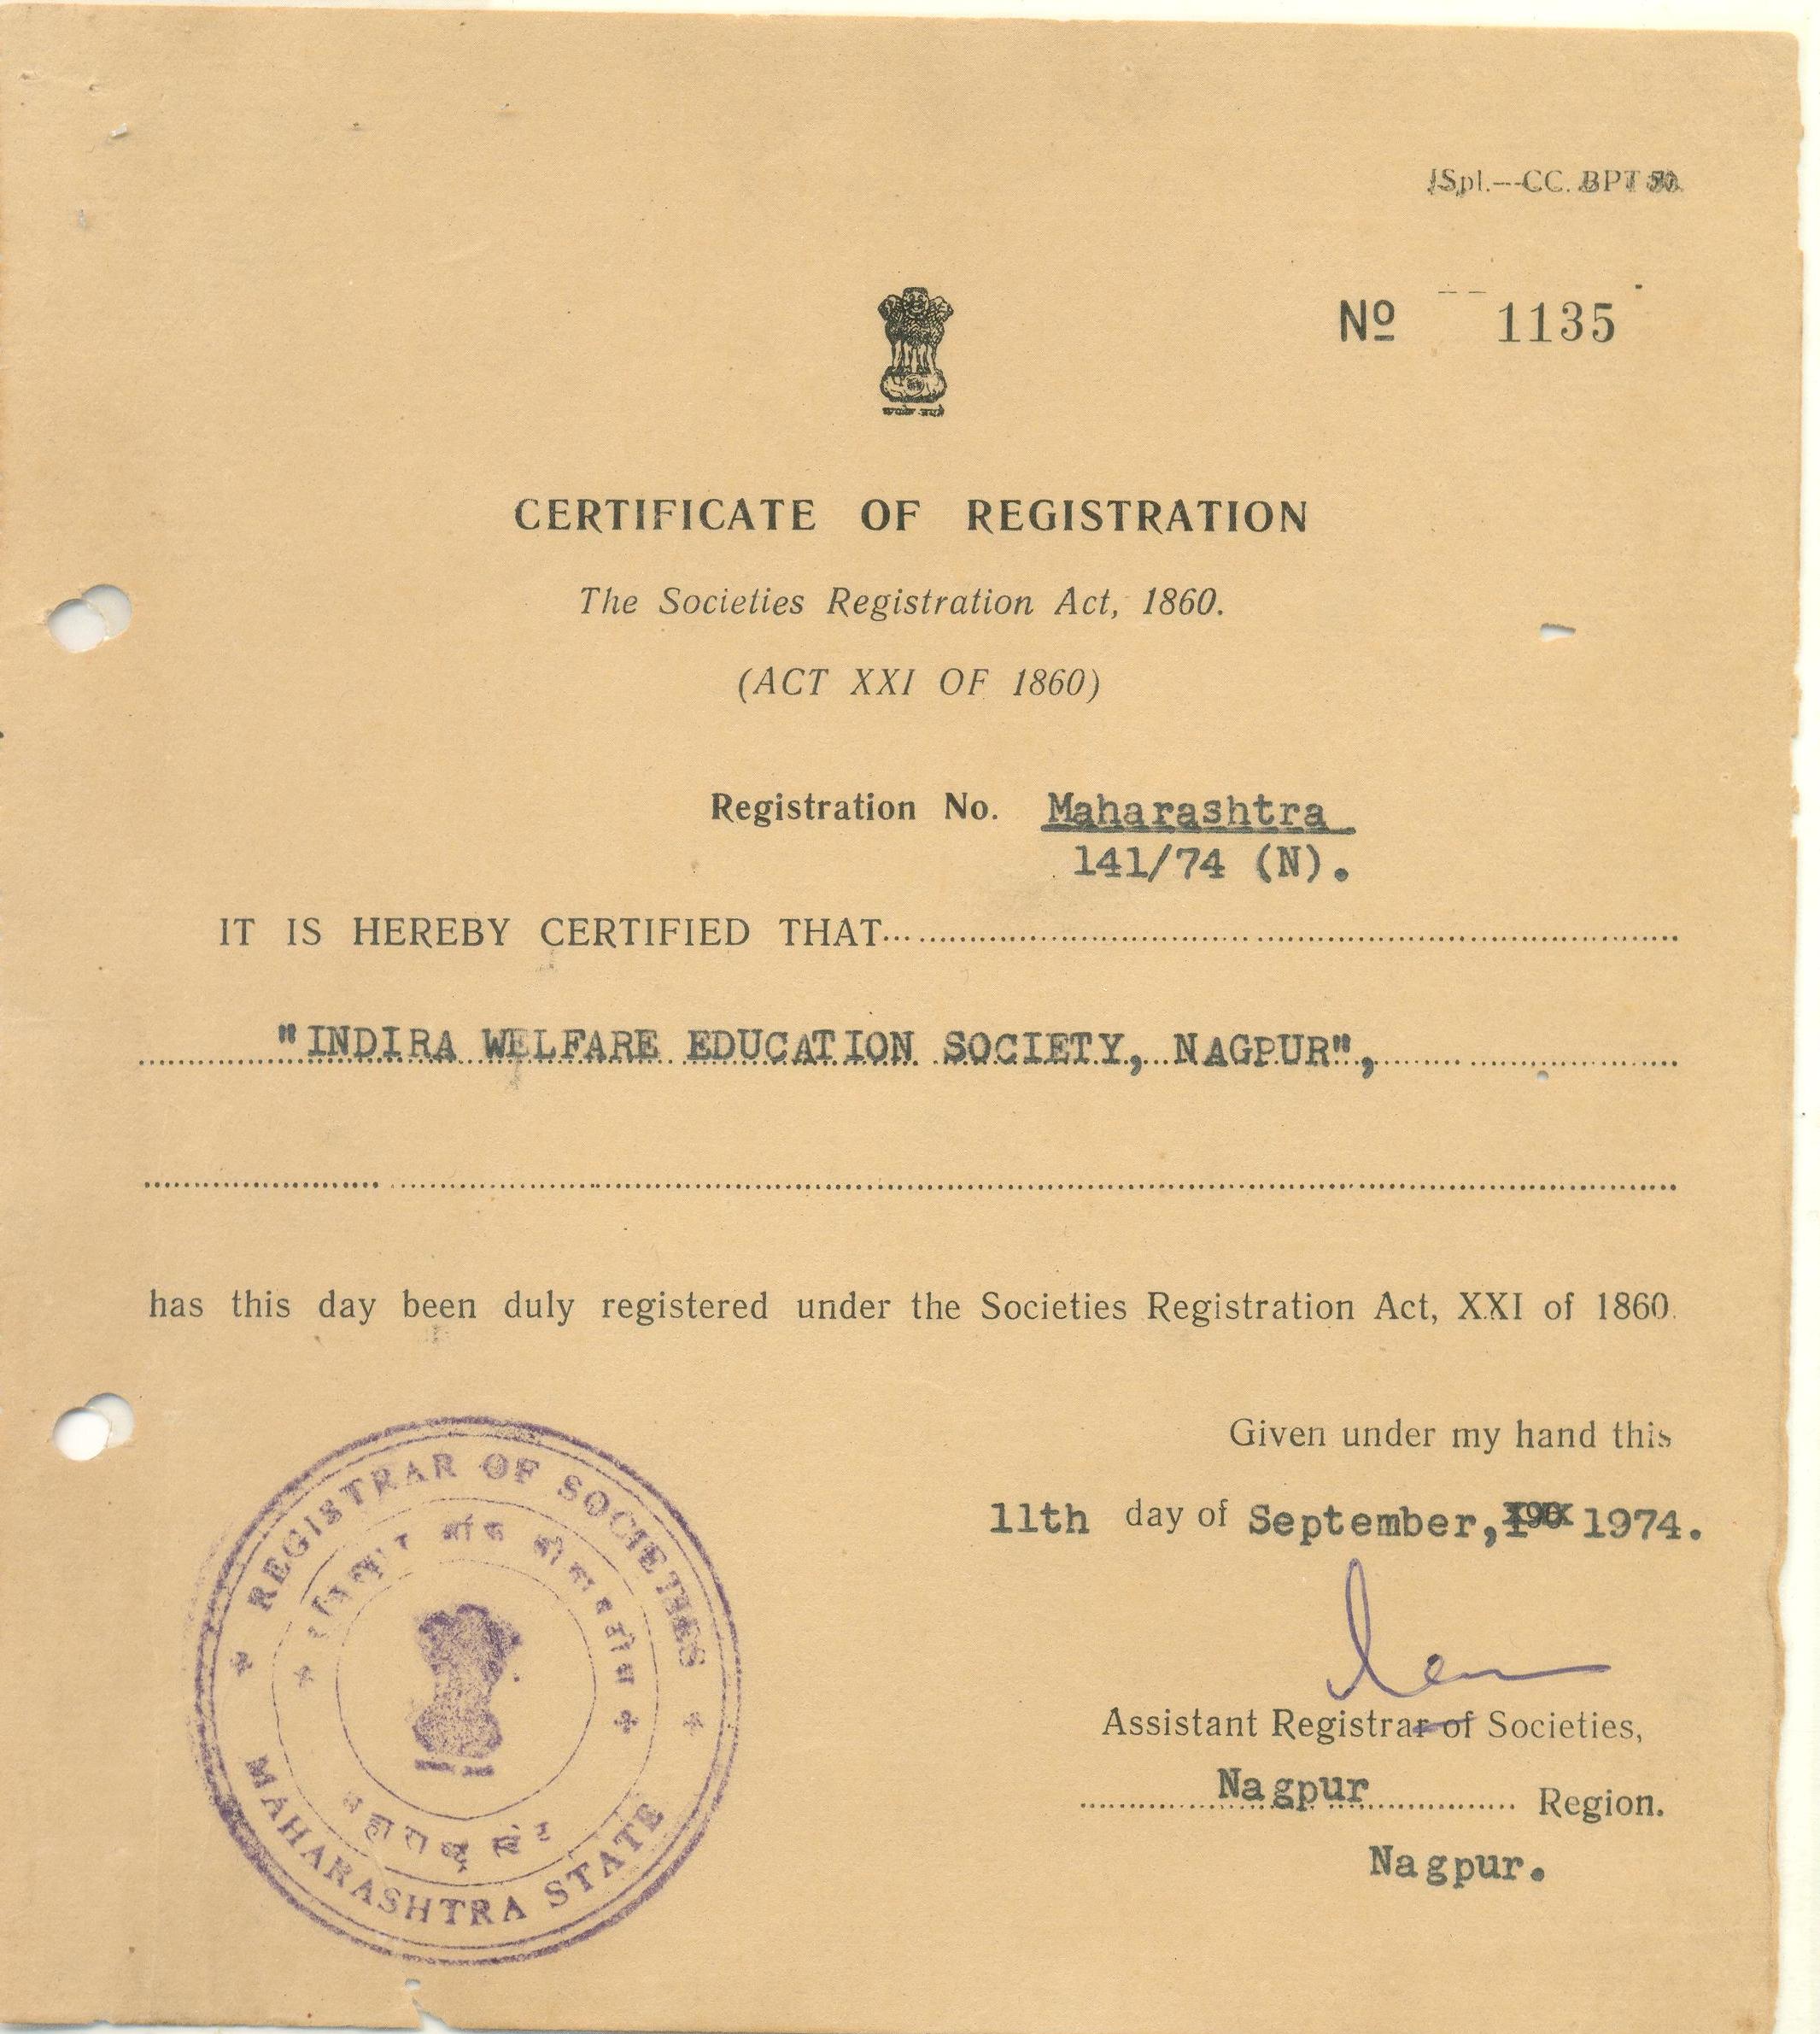 Spl.—CC. BPT
Nº 1135
CERTIFICATE OF REGISTRATION
The Societies Registration Act, 1860.
(ACT XXI OF 1860)
Registration No. Maharashtra
141/74 (N).
IT IS HEREBY CERTIFIED THAT
"INDIRA WELFARE EDUCATION SOCIETY, NAGPUR",
has this day been duly registered under the Societies Registration Act, XXI of 1860.
Given under my hand this
11th day of September, 1974.
Assistant Registrar of Societies,
Nagpur Region.
Nagpur.
REGISTRAR OF SOCIETIES
MAHARASHTRA STATE